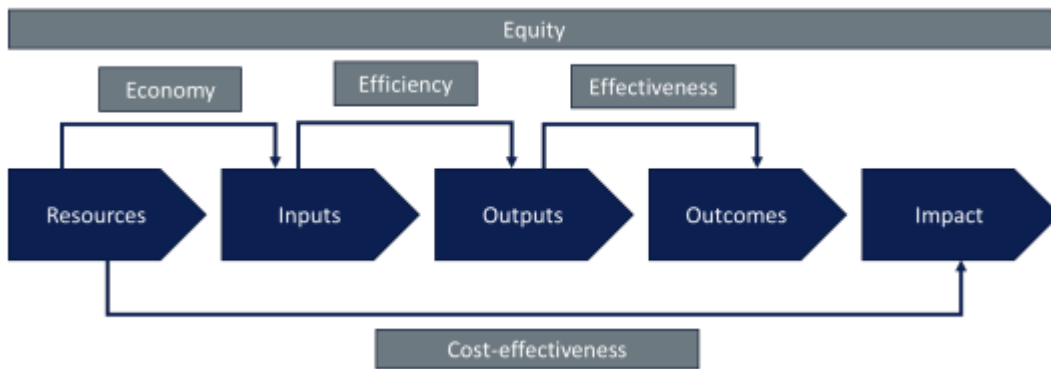 Equity
Economy
Efficiency
Effectiveness
Resources
Inputs
Outputs
Outcomes
Impact
Cost-effectiveness